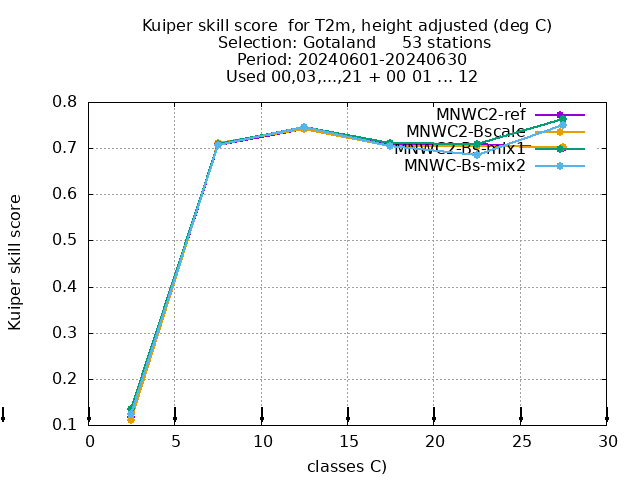 Kuiper skill score  for T2m, height adjusted (deg C)
Selection: Gotaland     53 stations
Period: 20240601-20240630
Used 00,03,...,21 + 00 01 ... 12
MNWC2-ref
MNWC2-Bscale
MNWC2-Bs-mix1
MNWC-Bs-mix2
Kuiper skill score
0.8
0.7
0.6
0.5
0.4
0.3
0.2
0.1
0 5 10 15 20 25 30
classes C)